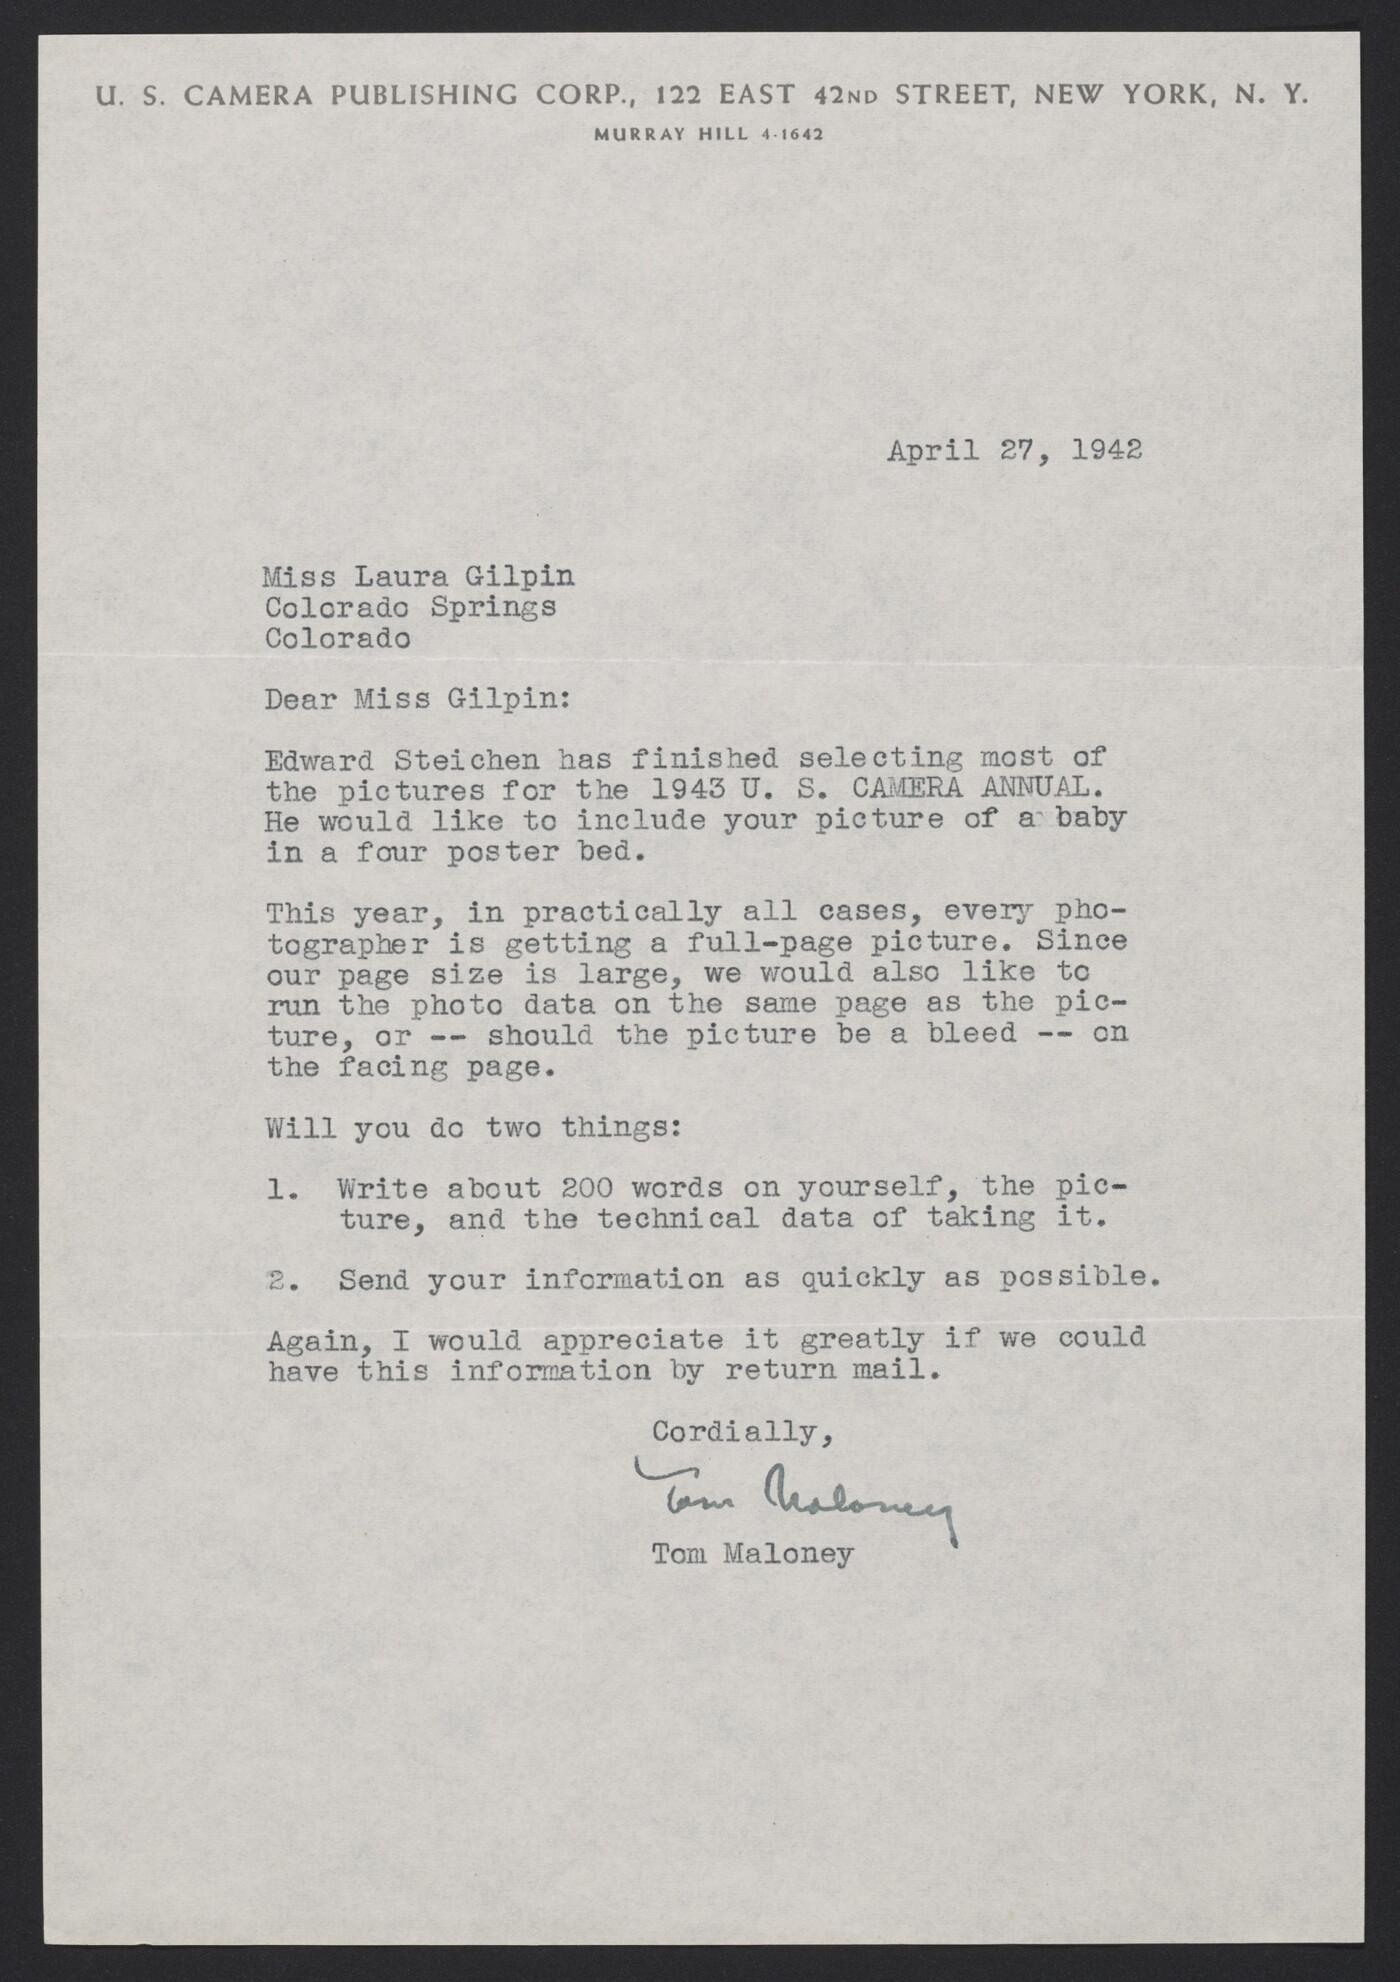 U. S. CAMERA PUBLISHING CORP., 122 EAST 42ND STREET, NEW YORK, N. Y.
MURRAY HILL 4-1642
April 27, 1942
Miss Laura Gilpin
Colorado Springs
Colorado
Dear Miss Gilpin:
Edward Steichen has finished selecting most of
the pictures for the 1943 U. S. CAMERA ANNUAL.
He would like to include your picture of a baby
in a four poster bed.
This year, in practically all cases, every pho-
tographer is getting a full-page picture. Since
our page size is large, we would also like to
run the photo data on the same page as the pic-
ture, or -- should the picture be a bleed -- on
the facing page.
Will you do two things:
1. Write about 200 words on yourself, the pic-
ture, and the technical data of taking it.
2. Send your information as quickly as possible.
Again, I would appreciate it greatly if we could
have this information by return mail.
Cordially,
Tom Maloney
Tom Maloney